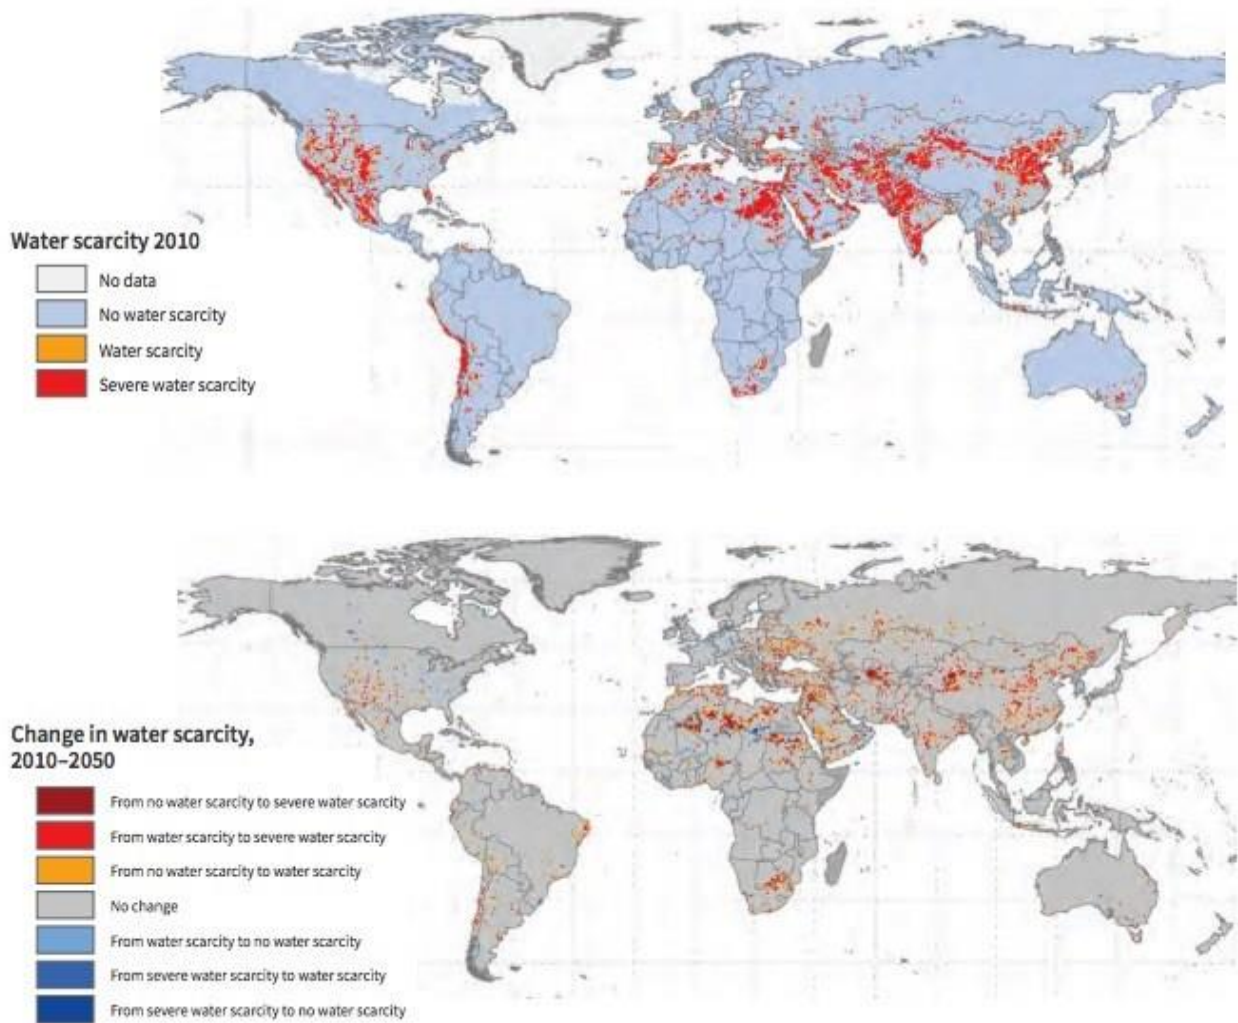 Water scarcity 2010
No data
No water scarcity
Water scarcity
Severe water scarcity
Change in water scarcity,
2010–2050
From no water scarcity to severe water scarcity
From water scarcity to severe water scarcity
From no water scarcity to water scarcity
No change
From water scarcity to no water scarcity
From severe water scarcity to water scarcity
From severe water scarcity to no water scarcity